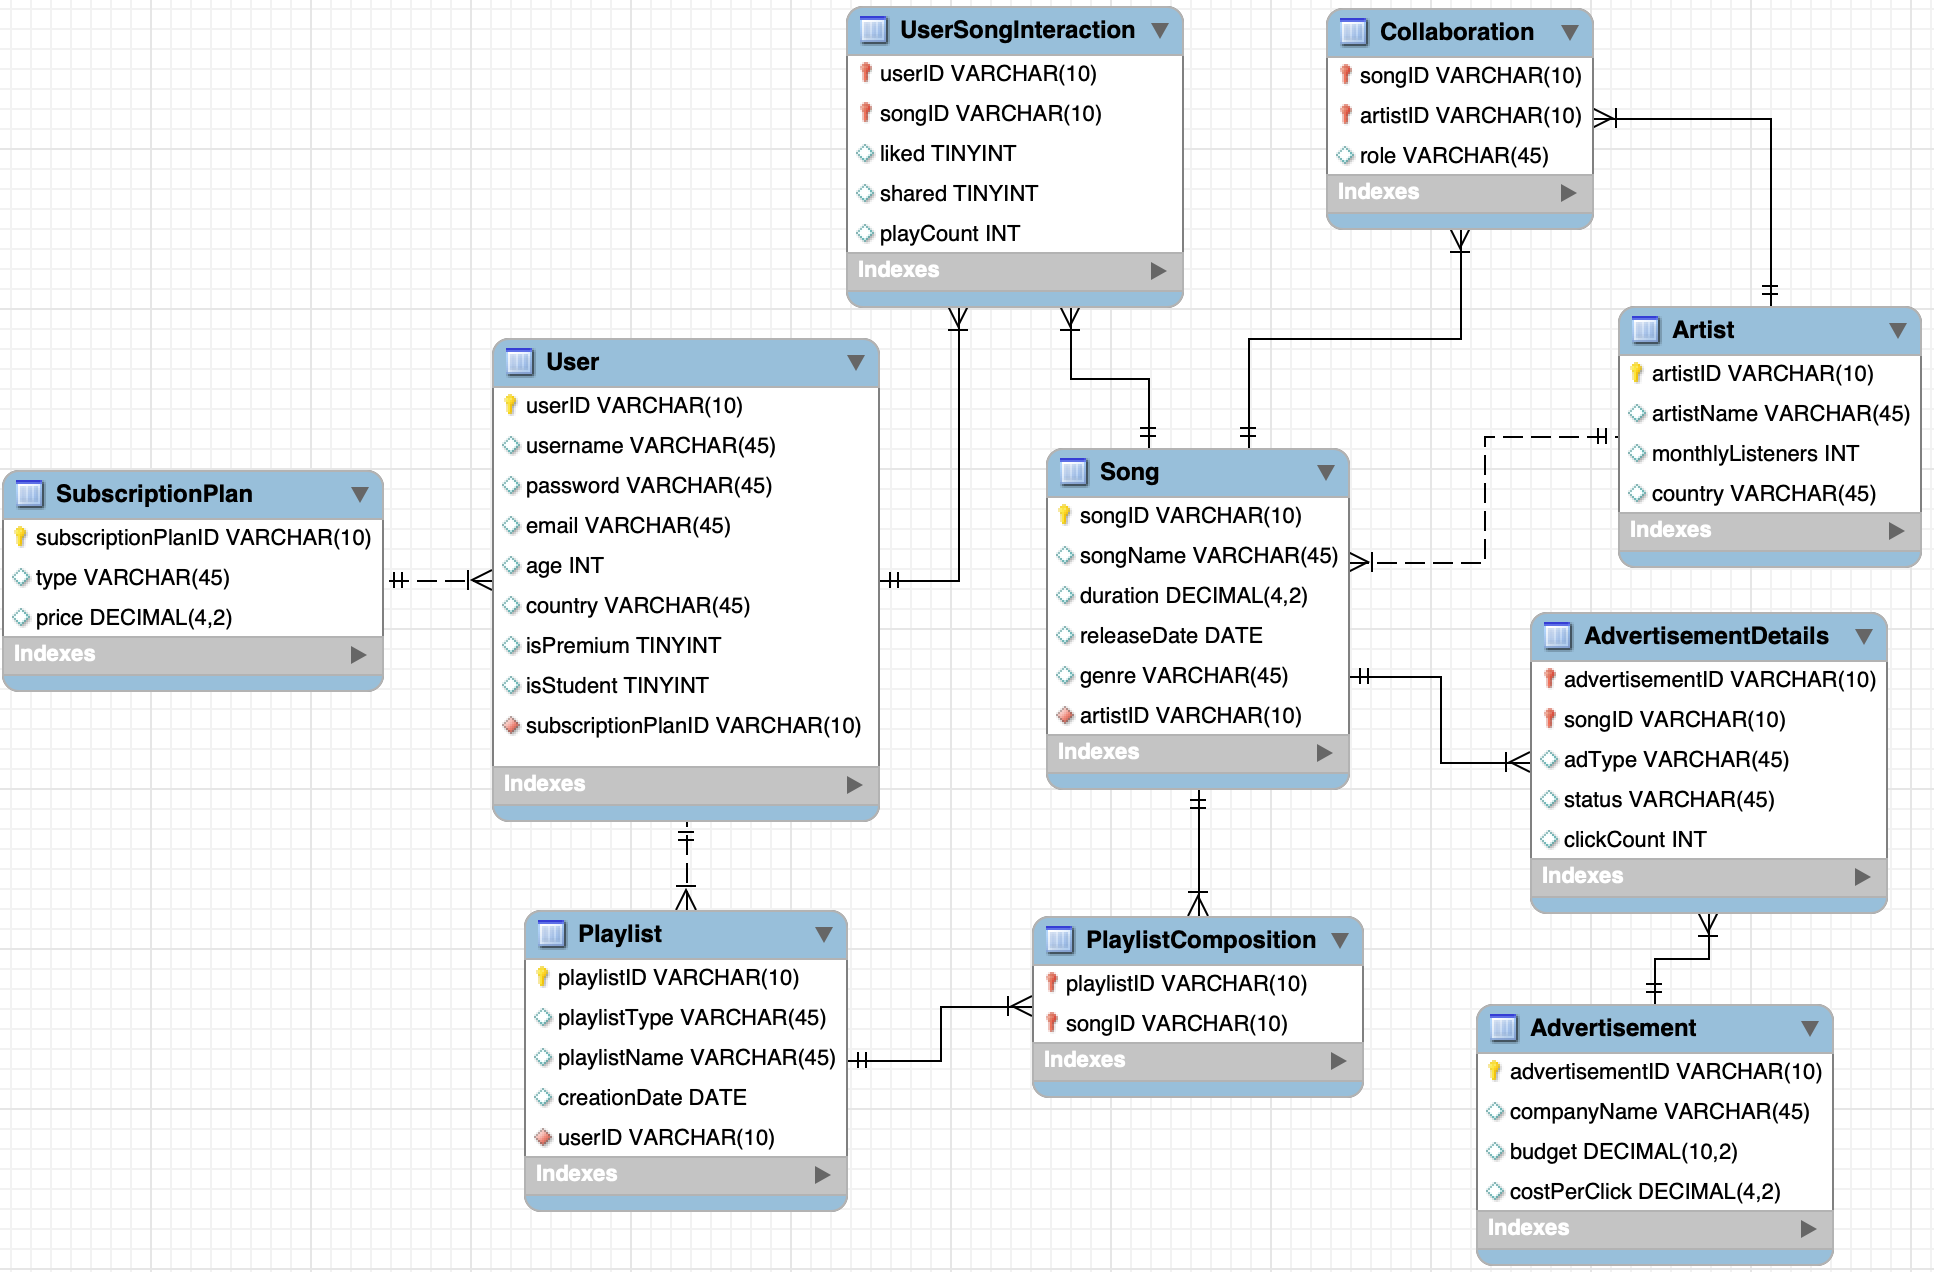 UserSongInteraction
userID VARCHAR(10)
songID VARCHAR(10)
liked TINYINT
shared TINYINT
playCount INT
Indexes
Collaboration
songID VARCHAR(10)
artistID VARCHAR(10)
role VARCHAR(45)
Indexes
Artist
artistID VARCHAR(10)
artistName VARCHAR(45)
monthlyListeners INT
country VARCHAR(45)
Indexes
User
userID VARCHAR(10)
username VARCHAR(45)
password VARCHAR(45)
email VARCHAR(45)
age INT
country VARCHAR(45)
isPremium TINYINT
isStudent TINYINT
subscriptionPlanID VARCHAR(10)
Indexes
SubscriptionPlan
subscriptionPlanID VARCHAR(10)
type VARCHAR(45)
price DECIMAL(4,2)
Indexes
Song
songID VARCHAR(10)
songName VARCHAR(45)
duration DECIMAL(4,2)
releaseDate DATE
genre VARCHAR(45)
artistID VARCHAR(10)
Indexes
AdvertisementDetails
advertisementID VARCHAR(10)
songID VARCHAR(10)
adType VARCHAR(45)
status VARCHAR(45)
clickCount INT
Indexes
Playlist
playlistID VARCHAR(10)
playlistType VARCHAR(45)
playlistName VARCHAR(45)
creationDate DATE
userID VARCHAR(10)
Indexes
PlaylistComposition
playlistID VARCHAR(10)
songID VARCHAR(10)
Indexes
Advertisement
advertisementID VARCHAR(10)
companyName VARCHAR(45)
budget DECIMAL(10,2)
costPerClick DECIMAL(4,2)
Indexes